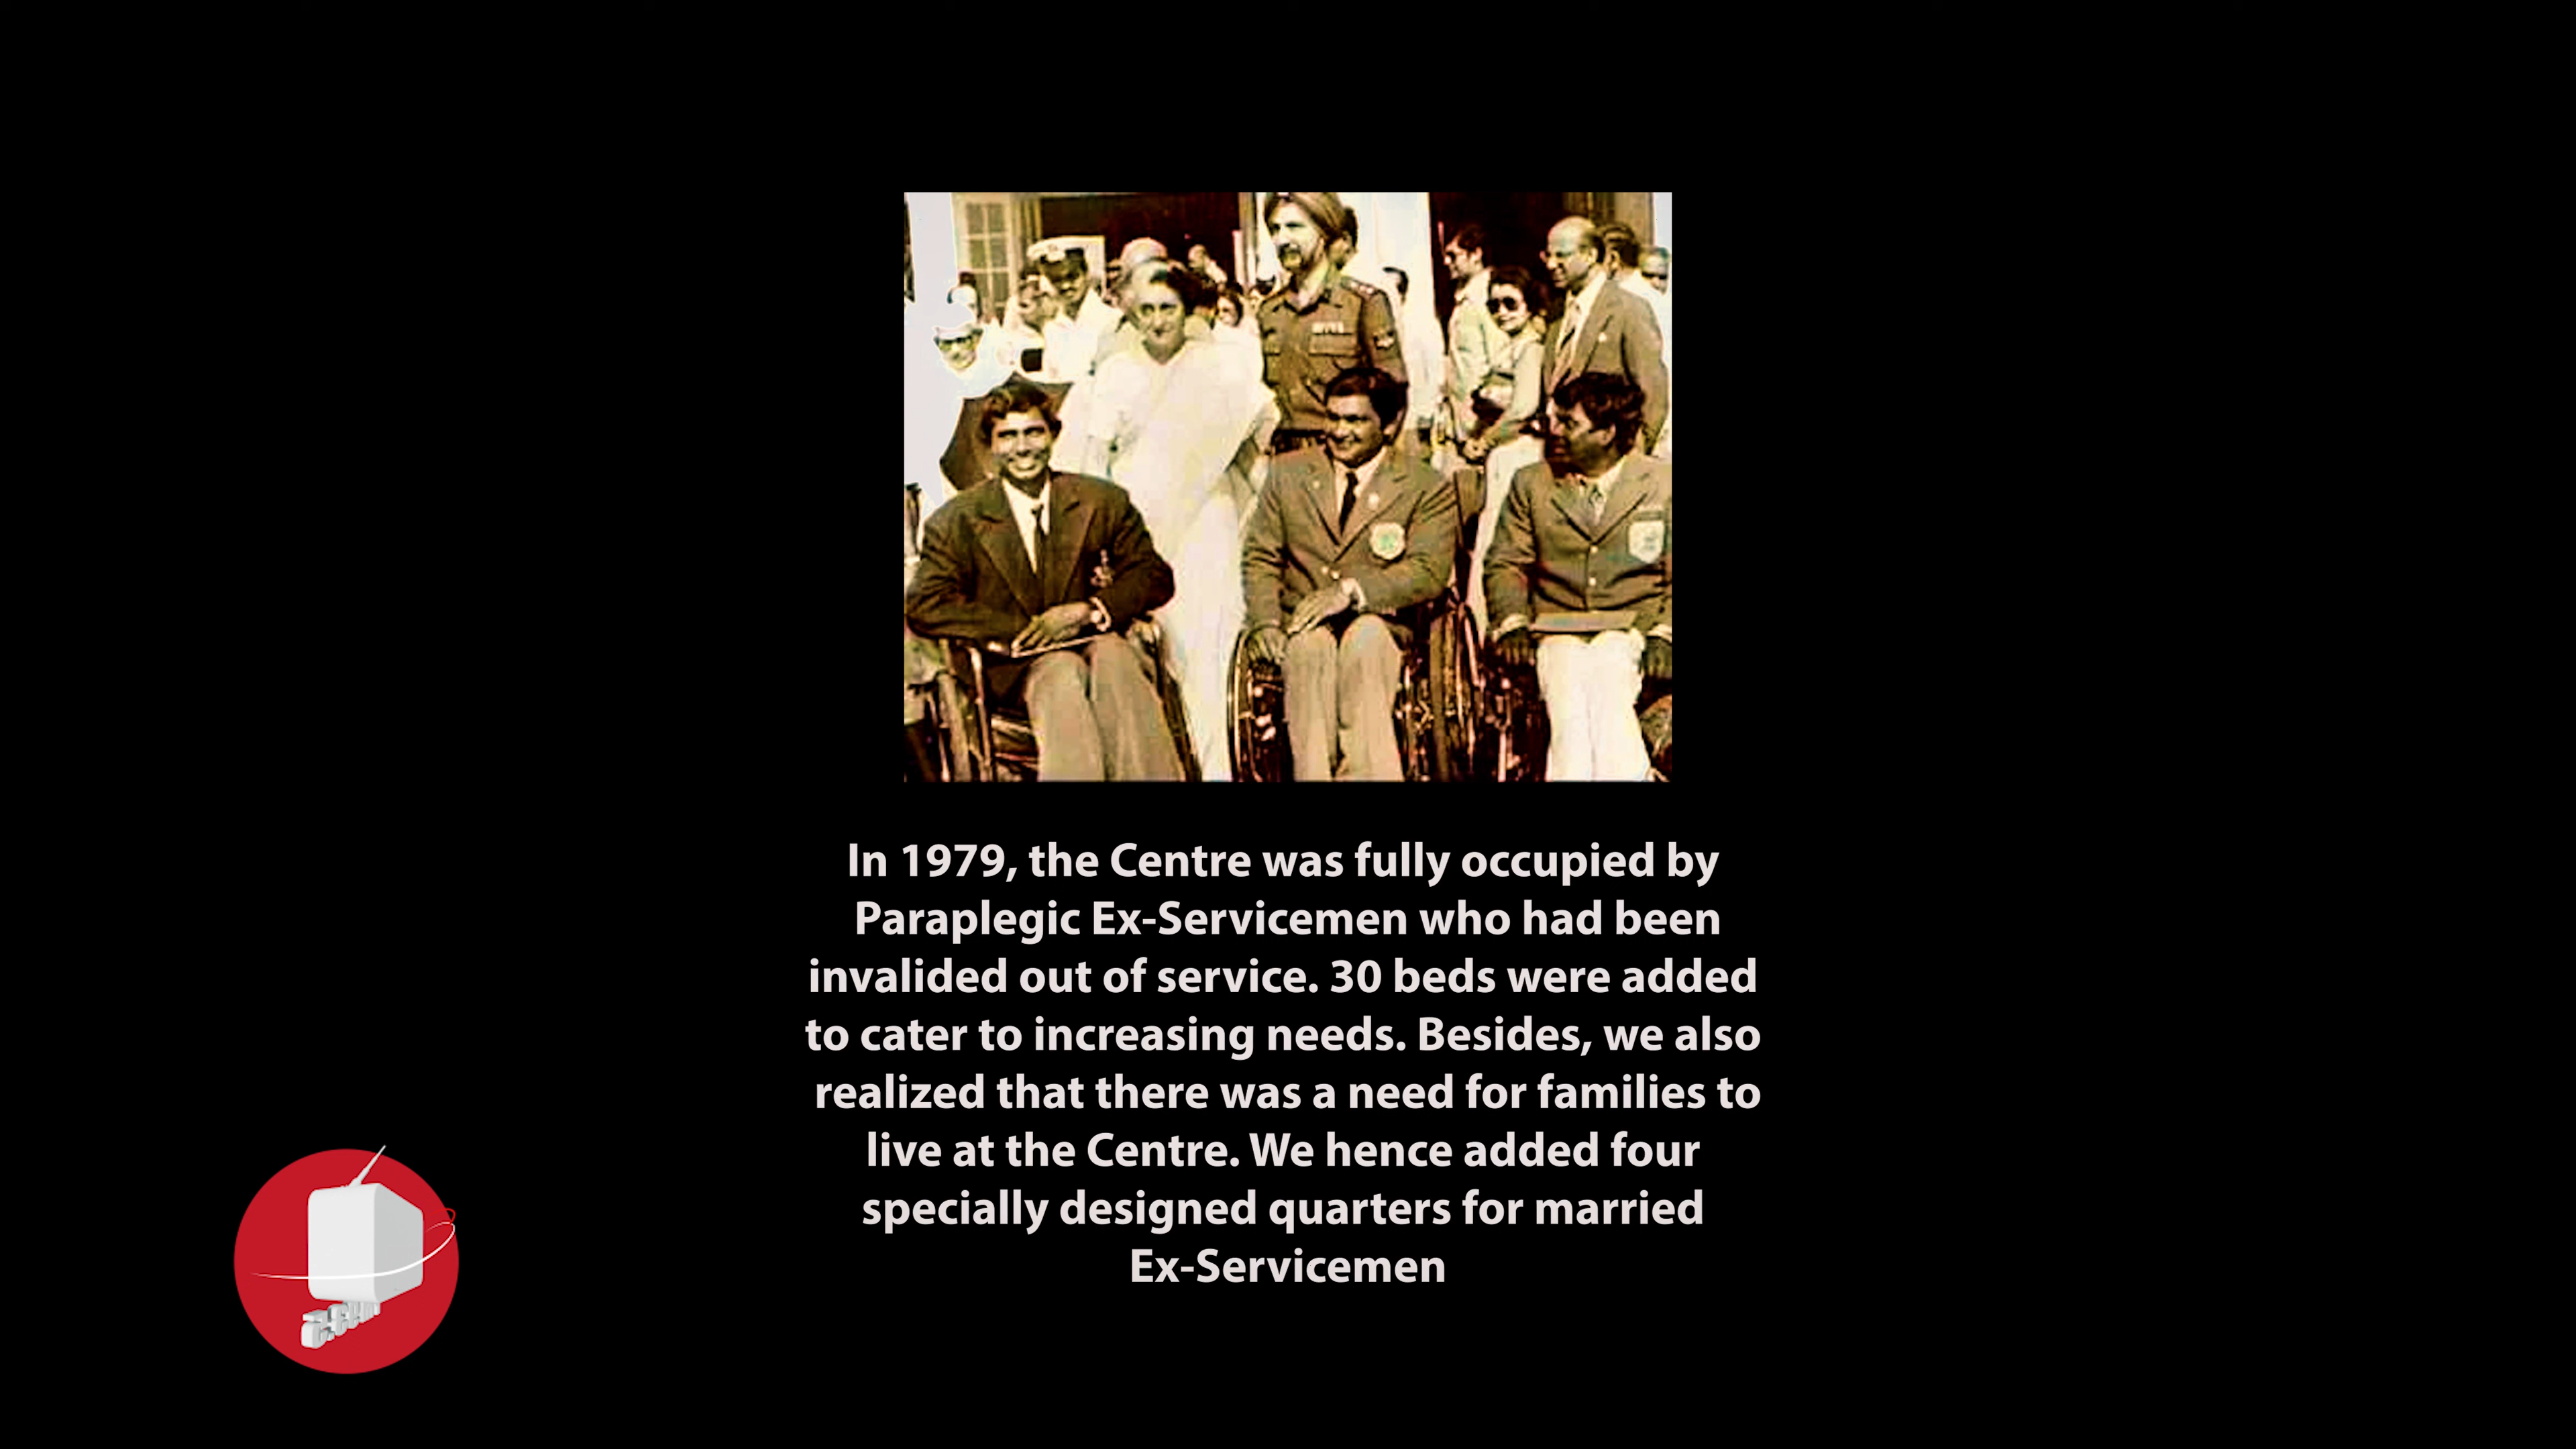 In 1979, the Centre was fully occupied by
Paraplegic Ex-Servicemen who had been
invalided out of service. 30 beds were added
to cater to increasing needs. Besides, we also
realized that there was a need for families to
live at the Centre. We hence added four
specially designed quarters for married
Ex-Servicemen